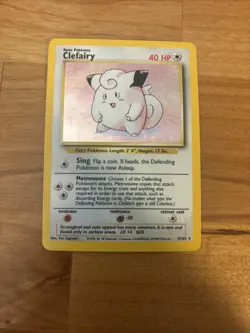 Basic Pokémon
Clefairy 40 HP
Fairy Pokémon. Length: 2' 0", Weight: 17 lbs.
Sing Flip a coin. If heads, the Defending
Pokémon is now Asleep.
Metronome Choose 1 of the Defending
Pokémon's attacks. Metronome copies that
attack except for its Energy costs and anything
else required in order to use that attack, such
as discarding Energy cards. (No matter what
type the Defending Pokémon is, Clefairy's type
is still
weakness resistance retreat cost
-30
Its magical and cute appeal has many admirers. It is rare and
found only in certain areas. LV. 14 #35